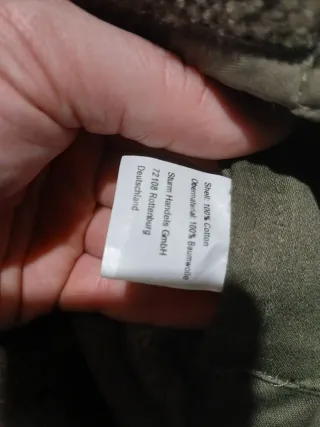 Shell: 100% Cotton
Obermaterial: 100% Baumwolle
Sturm Handels GmbH
72108 Rottenburg
Deutschland